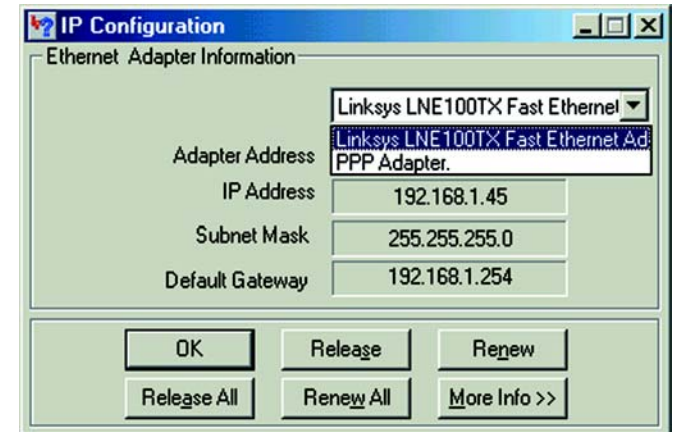 IP Configuration
Ethernet Adapter Information
Linksys LNE100TX Fast Ethernet
Linksys LNE100TX Fast Ethernet Ad
PPP Adapter.
Adapter Address
IP Address 192.168.1.45
Subnet Mask 255.255.255.0
Default Gateway 192.168.1.254
OK Release Renew
Release All Renew All More Info >>